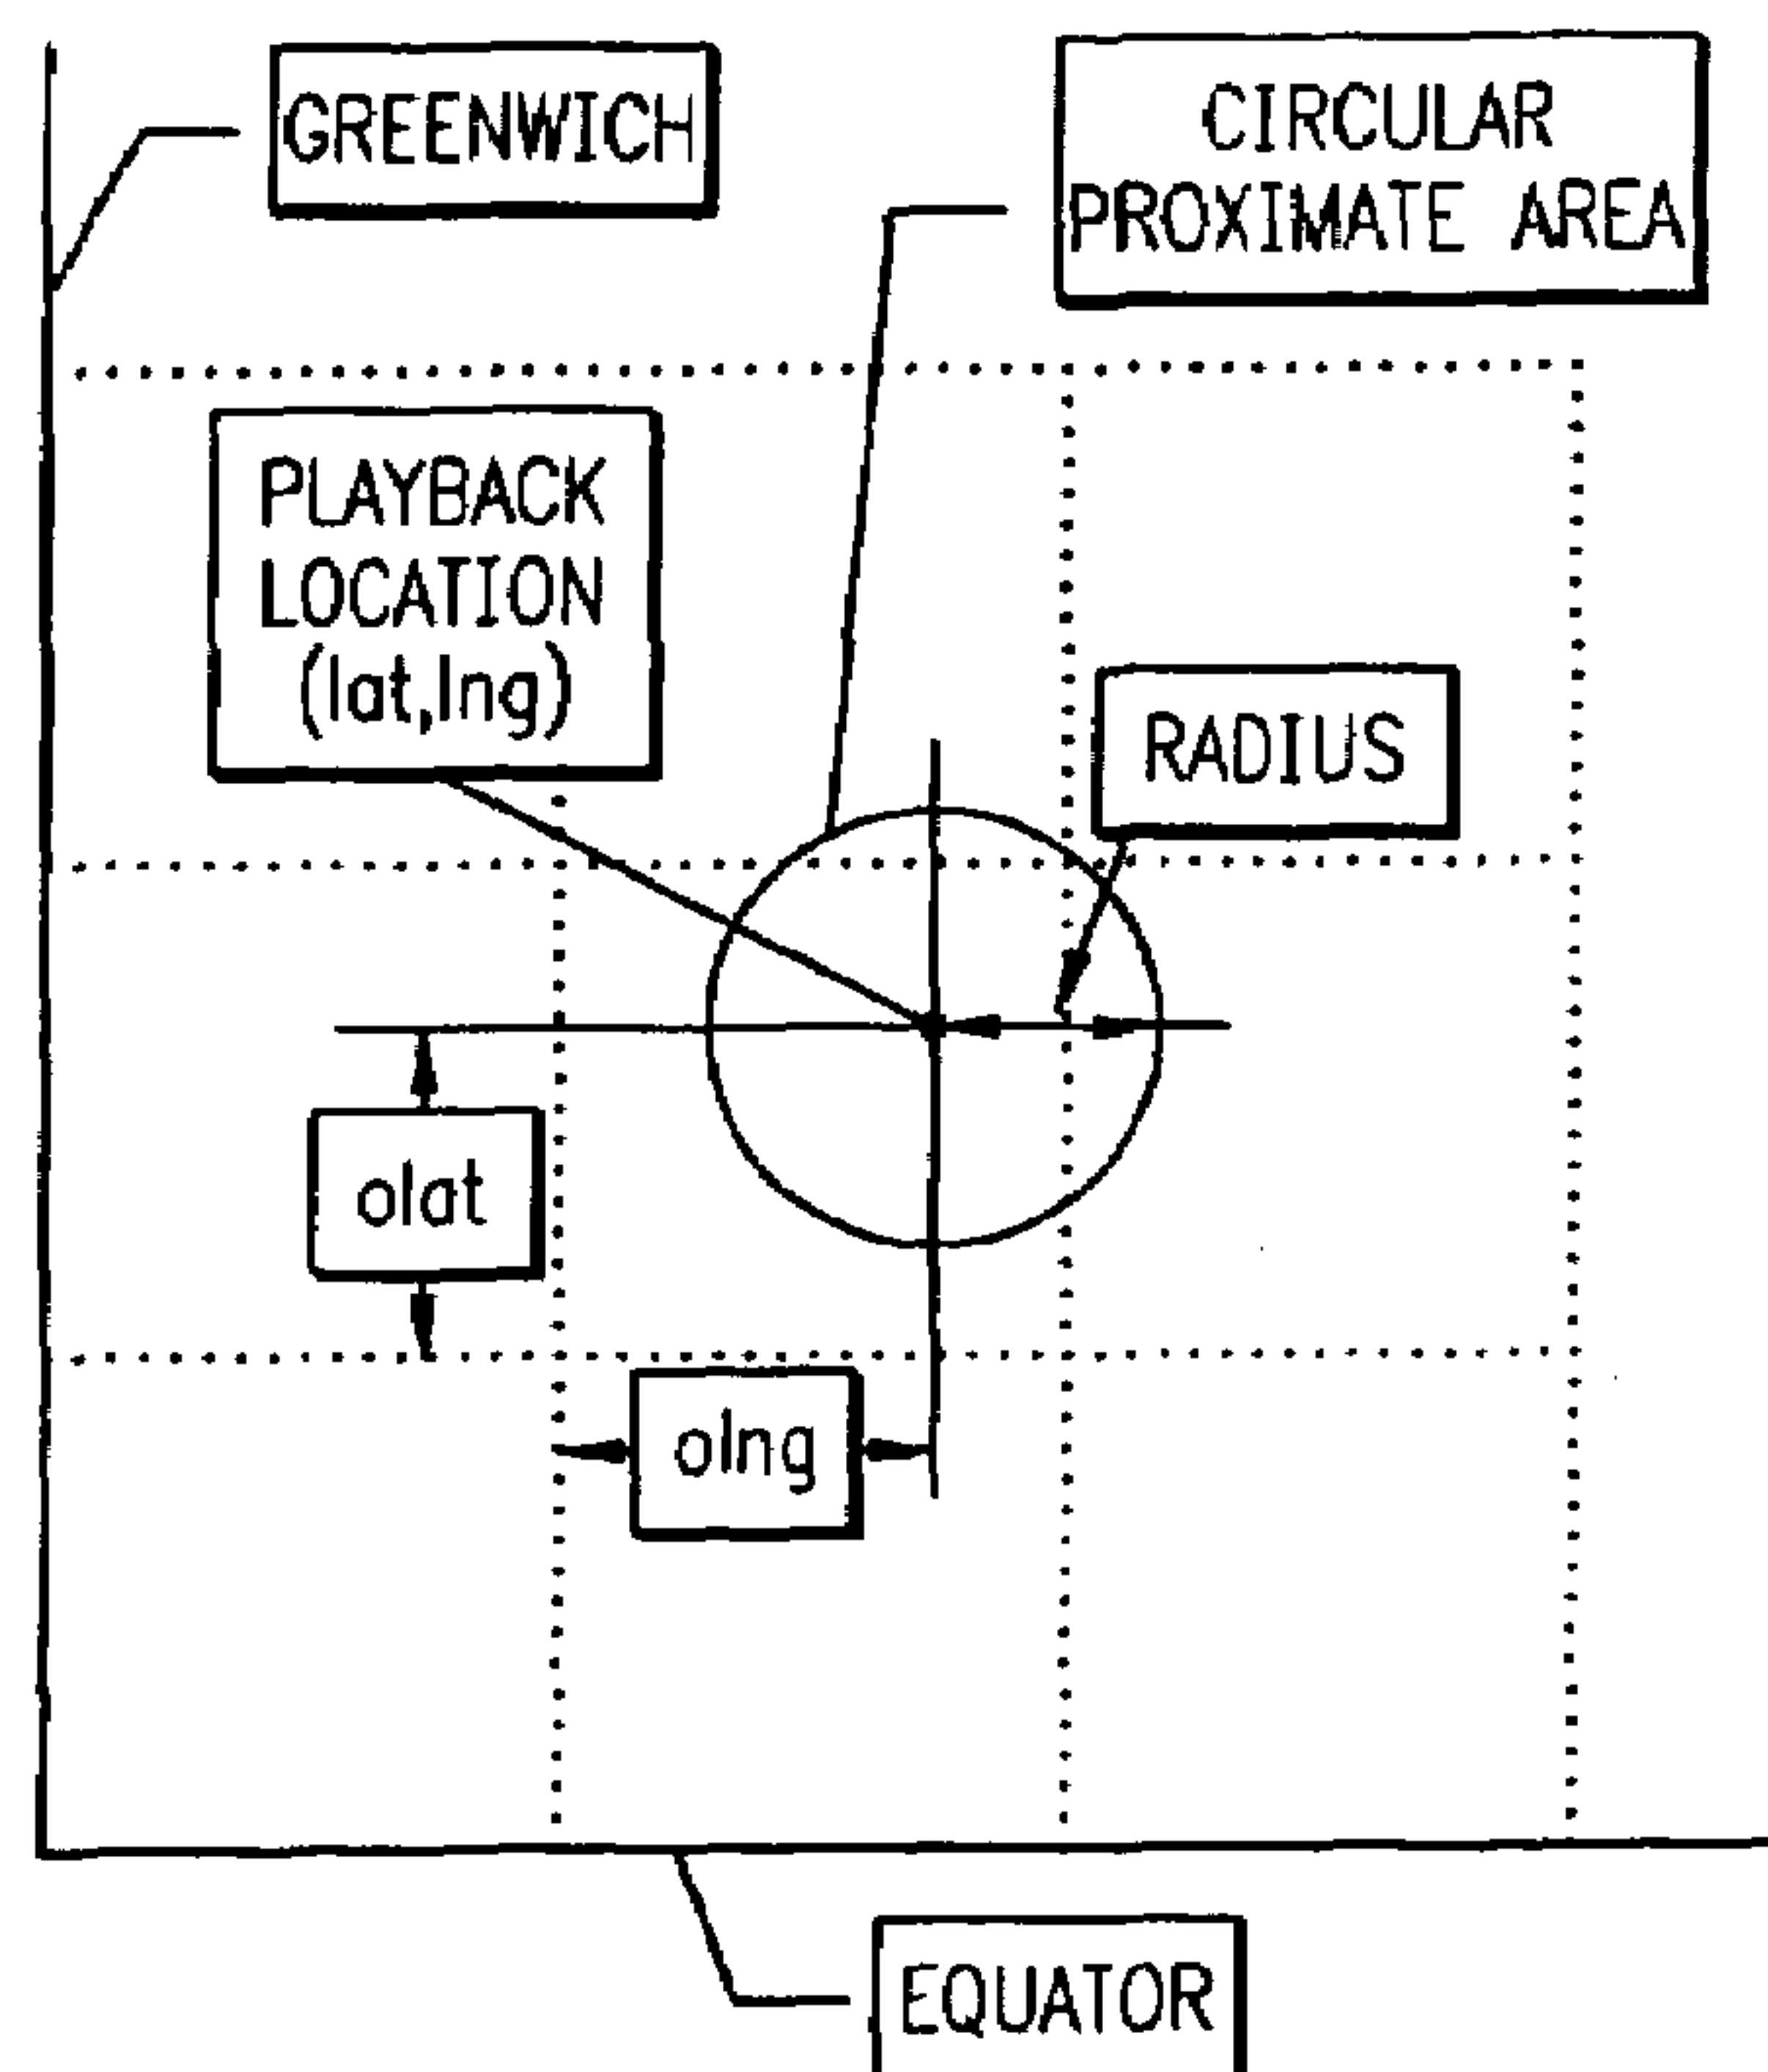 GREENWICH
CIRCULAR
PROXIMATE AREA
PLAYBACK
LOCATION
(lat,lng)
RADIUS
olat
olng
EQUATOR